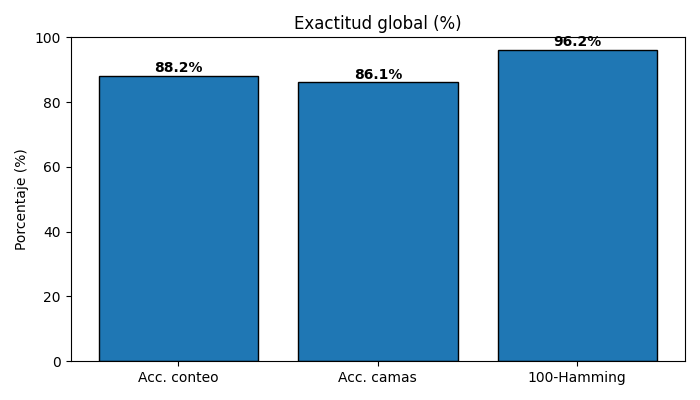 Exactitud global (%)
Porcentaje (%)
100
80
60
40
20
0
88.2%
86.1%
96.2%
Acc. conteo
Acc. camas
100-Hamming